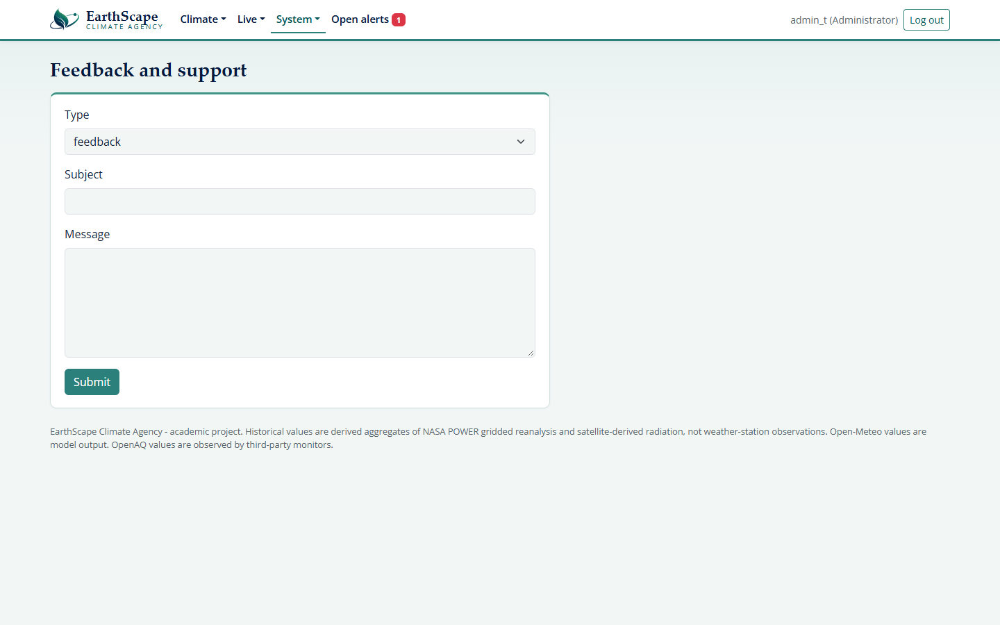 EarthScape
CLIMATE AGENCY
Climate
Live
System
Open alerts 1
admin_t (Administrator)
Log out
Feedback and support
Type
feedback
Subject
Message
Submit
EarthScape Climate Agency - academic project. Historical values are derived aggregates of NASA POWER gridded reanalysis and satellite-derived radiation, not weather-station observations. Open-Meteo values are
model output. OpenAQ values are observed by third-party monitors.